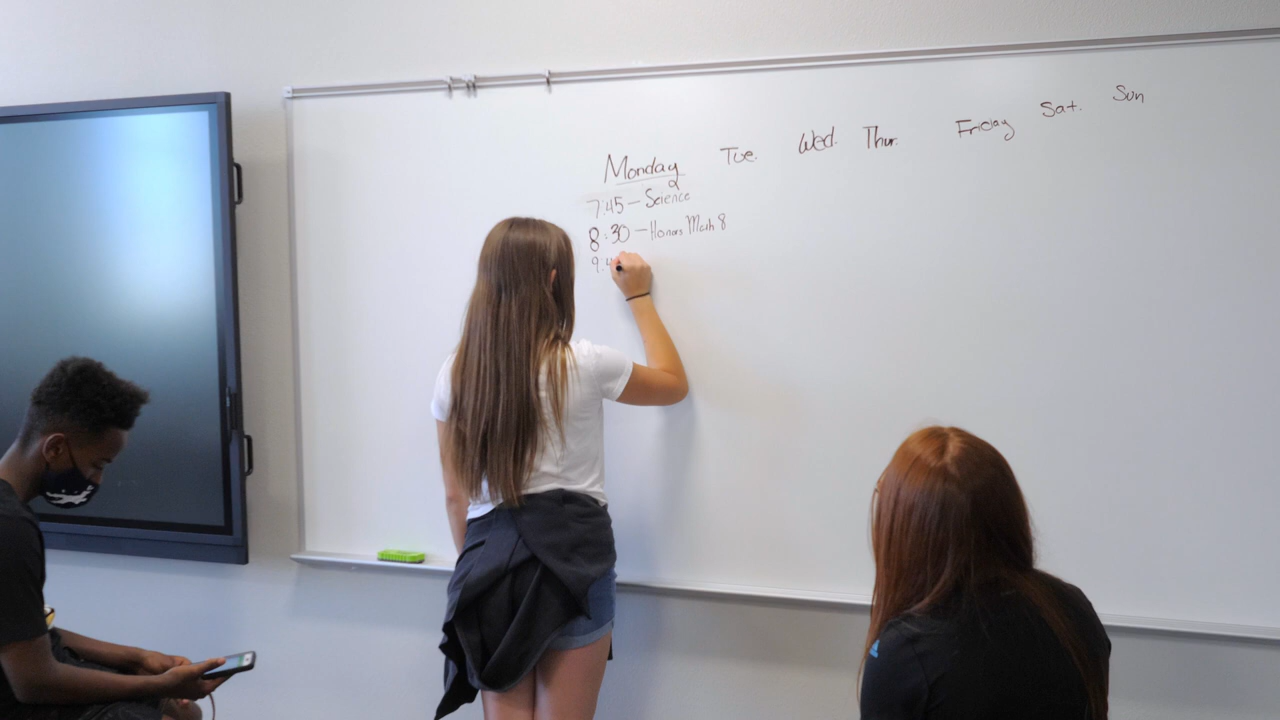 Monday Tue. Wed. Thur. Friday Sat. Sun
7:45 - Science
8:30 - Honors Math 8
9:4